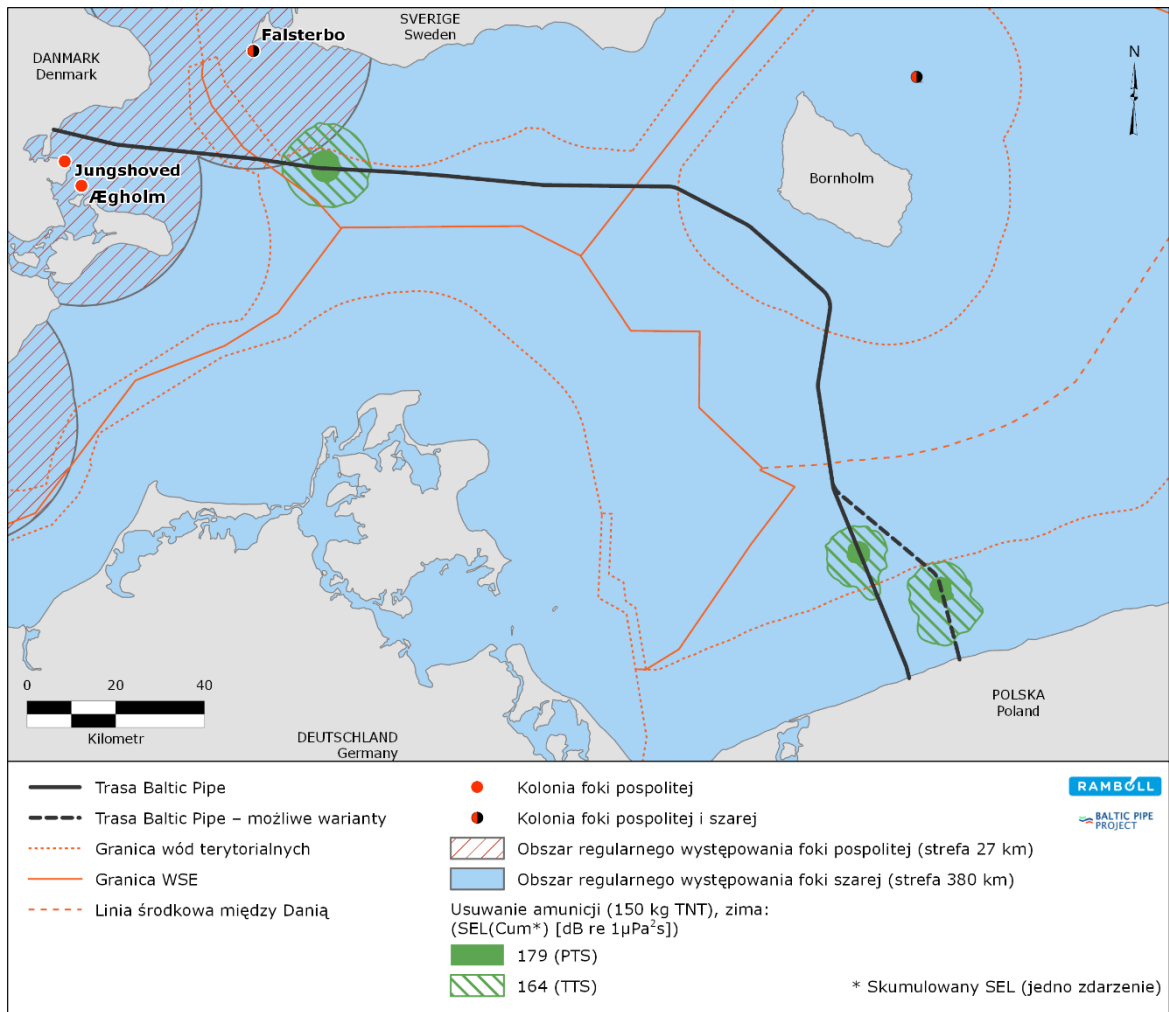 SVERIGE
Sweden
Falsterbo
DANMARK
Denmark
N
Jungshoved
Ægholm
Bornholm
0 20 40
Kilometr
DEUTSCHLAND
Germany
POLSKA
Poland
Trasa Baltic Pipe
Trasa Baltic Pipe – możliwe warianty
Granica wód terytorialnych
Granica WSE
Linia środkowa między Danią
Kolonia foki pospolitej
Kolonia foki pospolitej i szarej
Obszar regularnego występowania foki pospolitej (strefa 27 km)
Obszar regularnego występowania foki szarej (strefa 380 km)
Usuwanie amunicji (150 kg TNT), zima:
(SEL(Cum*) [dB re 1µPa²s])
179 (PTS)
164 (TTS)
RAMBOLL
BALTIC PIPE
PROJECT
* Skumulowany SEL (jedno zdarzenie)